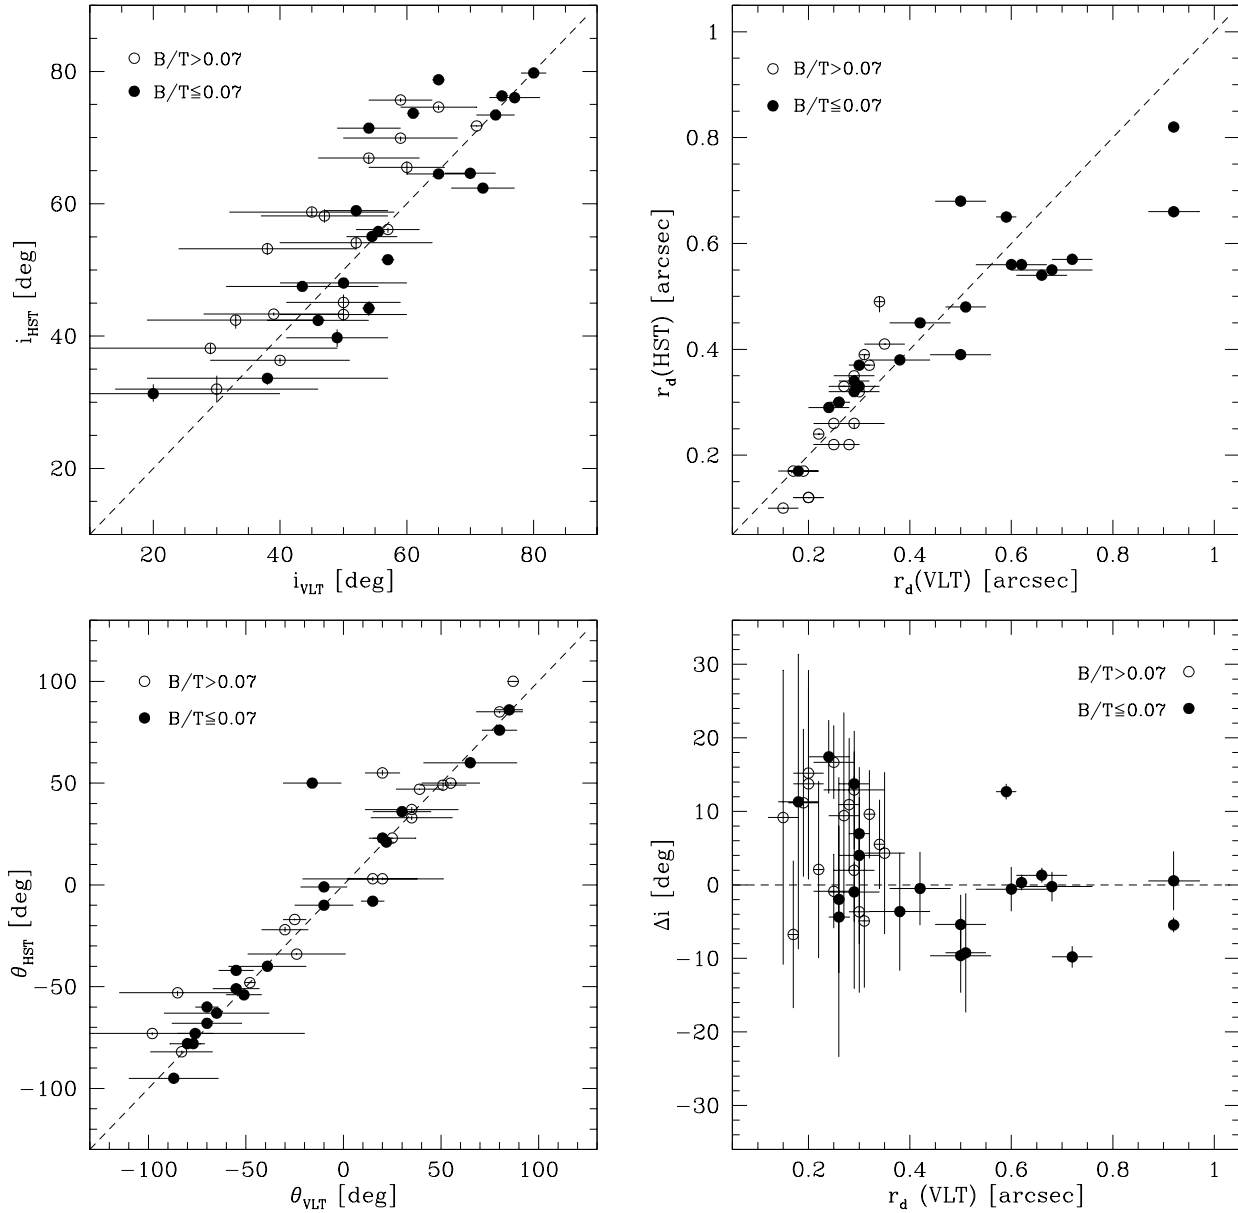 80
60
40
20
i_HST [deg]
B/T>0.07
B/T≦0.07
20 40 60 80
i_VLT [deg]
1
0.8
0.6
0.4
0.2
r_d(HST) [arcsec]
B/T>0.07
B/T≦0.07
0.2 0.4 0.6 0.8 1
r_d(VLT) [arcsec]
100
50
0
−50
−100
θ_HST [deg]
B/T>0.07
B/T≦0.07
−100 −50 0 50 100
θ_VLT [deg]
30
20
10
0
−10
−20
−30
Δi [deg]
B/T>0.07
B/T≦0.07
0.2 0.4 0.6 0.8 1
r_d (VLT) [arcsec]